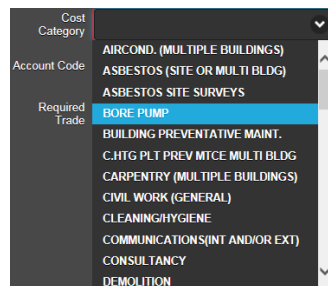 Cost
Category
AIRCOND. (MULTIPLE BUILDINGS)
Account Code
ASBESTOS (SITE OR MULTI BLDG)
ASBESTOS SITE SURVEYS
Required
Trade
BORE PUMP
BUILDING PREVENTATIVE MAINT.
C.HTG PLT PREV MTCE MULTI BLDG
CARPENTRY (MULTIPLE BUILDINGS)
CIVIL WORK (GENERAL)
CLEANING/HYGIENE
COMMUNICATIONS(INT AND/OR EXT)
CONSULTANCY
DEMOLITION